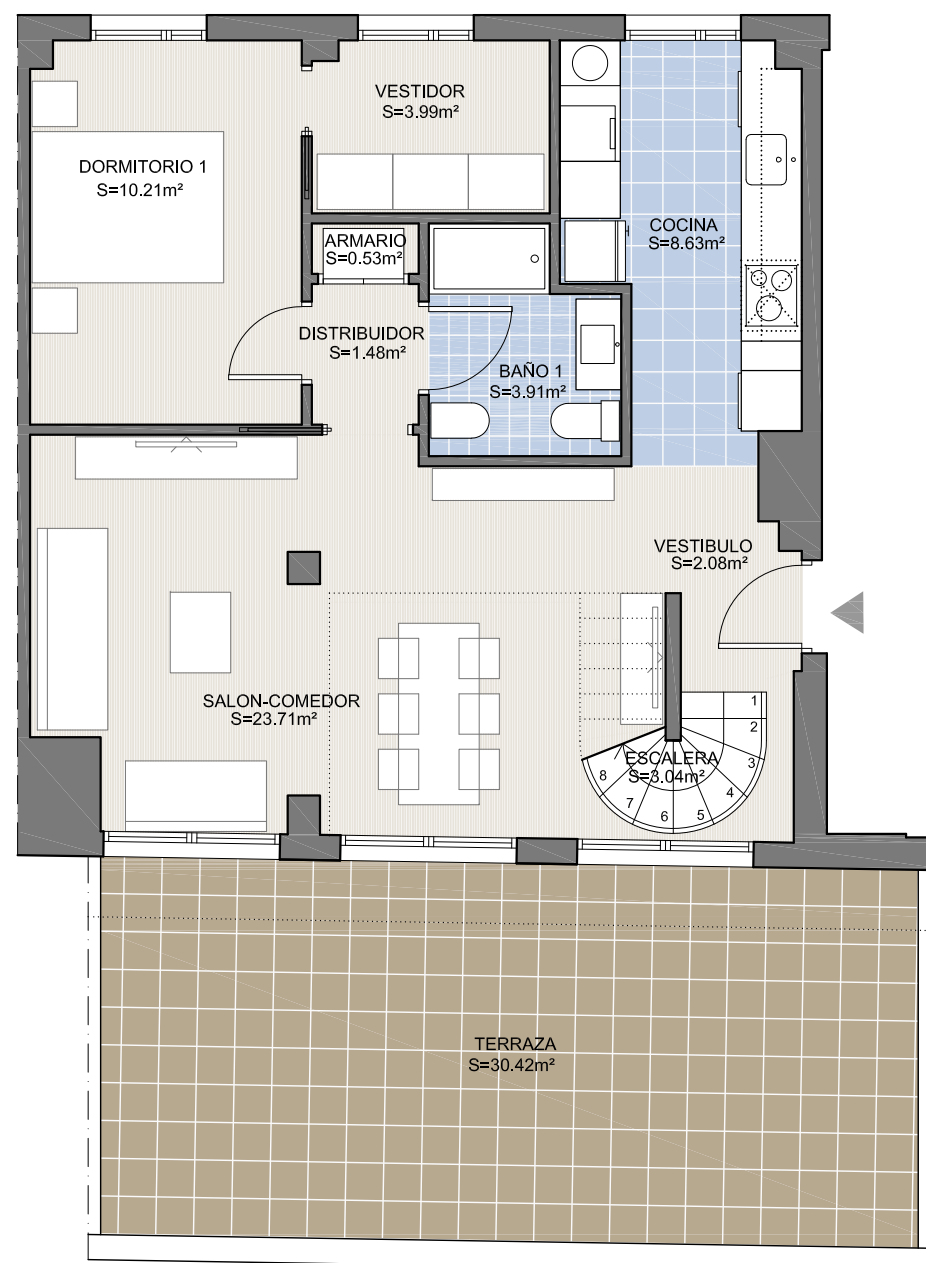 VESTIDOR
S=3.99m²
DORMITORIO 1
S=10.21m²
COCINA
S=8.63m²
ARMARIO
S=0.53m²
DISTRIBUIDOR
S=1.48m²
BAÑO 1
S=3.91m²
VESTIBULO
S=2.08m²
SALON-COMEDOR
S=23.71m²
ESCALERA
S=3.04m²
1
2
3
4
5
6
7
8
TERRAZA
S=30.42m²